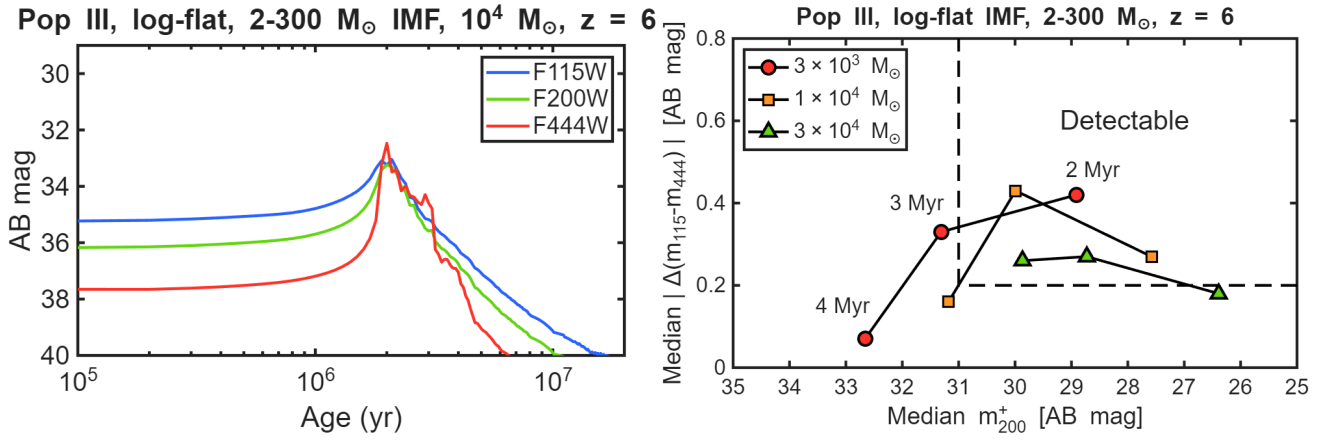 Pop III, log-flat, 2-300 M☉ IMF, 10⁴ M☉, z = 6
AB mag
30
32
34
36
38
40
F115W
F200W
F444W
10⁵
10⁶
10⁷
Age (yr)
Pop III, log-flat IMF, 2-300 M☉, z = 6
Median | Δ(m₁₁₅-m₄₄₄) | [AB mag]
0.8
0.6
0.4
0.2
0
3 × 10³ M☉
1 × 10⁴ M☉
3 × 10⁴ M☉
Detectable
2 Myr
3 Myr
4 Myr
35
34
33
32
31
30
29
28
27
26
25
Median m⁺₂₀₀ [AB mag]